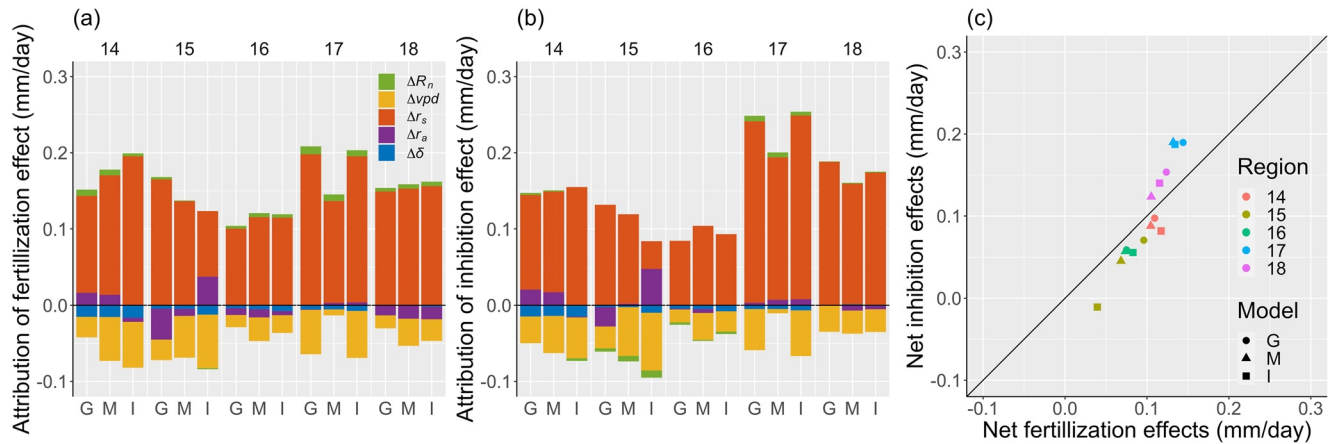 (a)
Attribution of fertilization effect (mm/day)
14 15 16 17 18
0.3
0.2
0.1
0.0
-0.1
ΔRn
Δvpd
Δrs
Δra
Δδ
G M I G M I G M I G M I G M I
(b)
Attribution of inhibition effect (mm/day)
14 15 16 17 18
0.3
0.2
0.1
0.0
-0.1
G M I G M I G M I G M I G M I
(c)
Net inhibition effects (mm/day)
0.3
0.2
0.1
0.0
-0.1
-0.1 0.0 0.1 0.2 0.3
Net fertillization effects (mm/day)
Region
14
15
16
17
18
Model
G
M
I